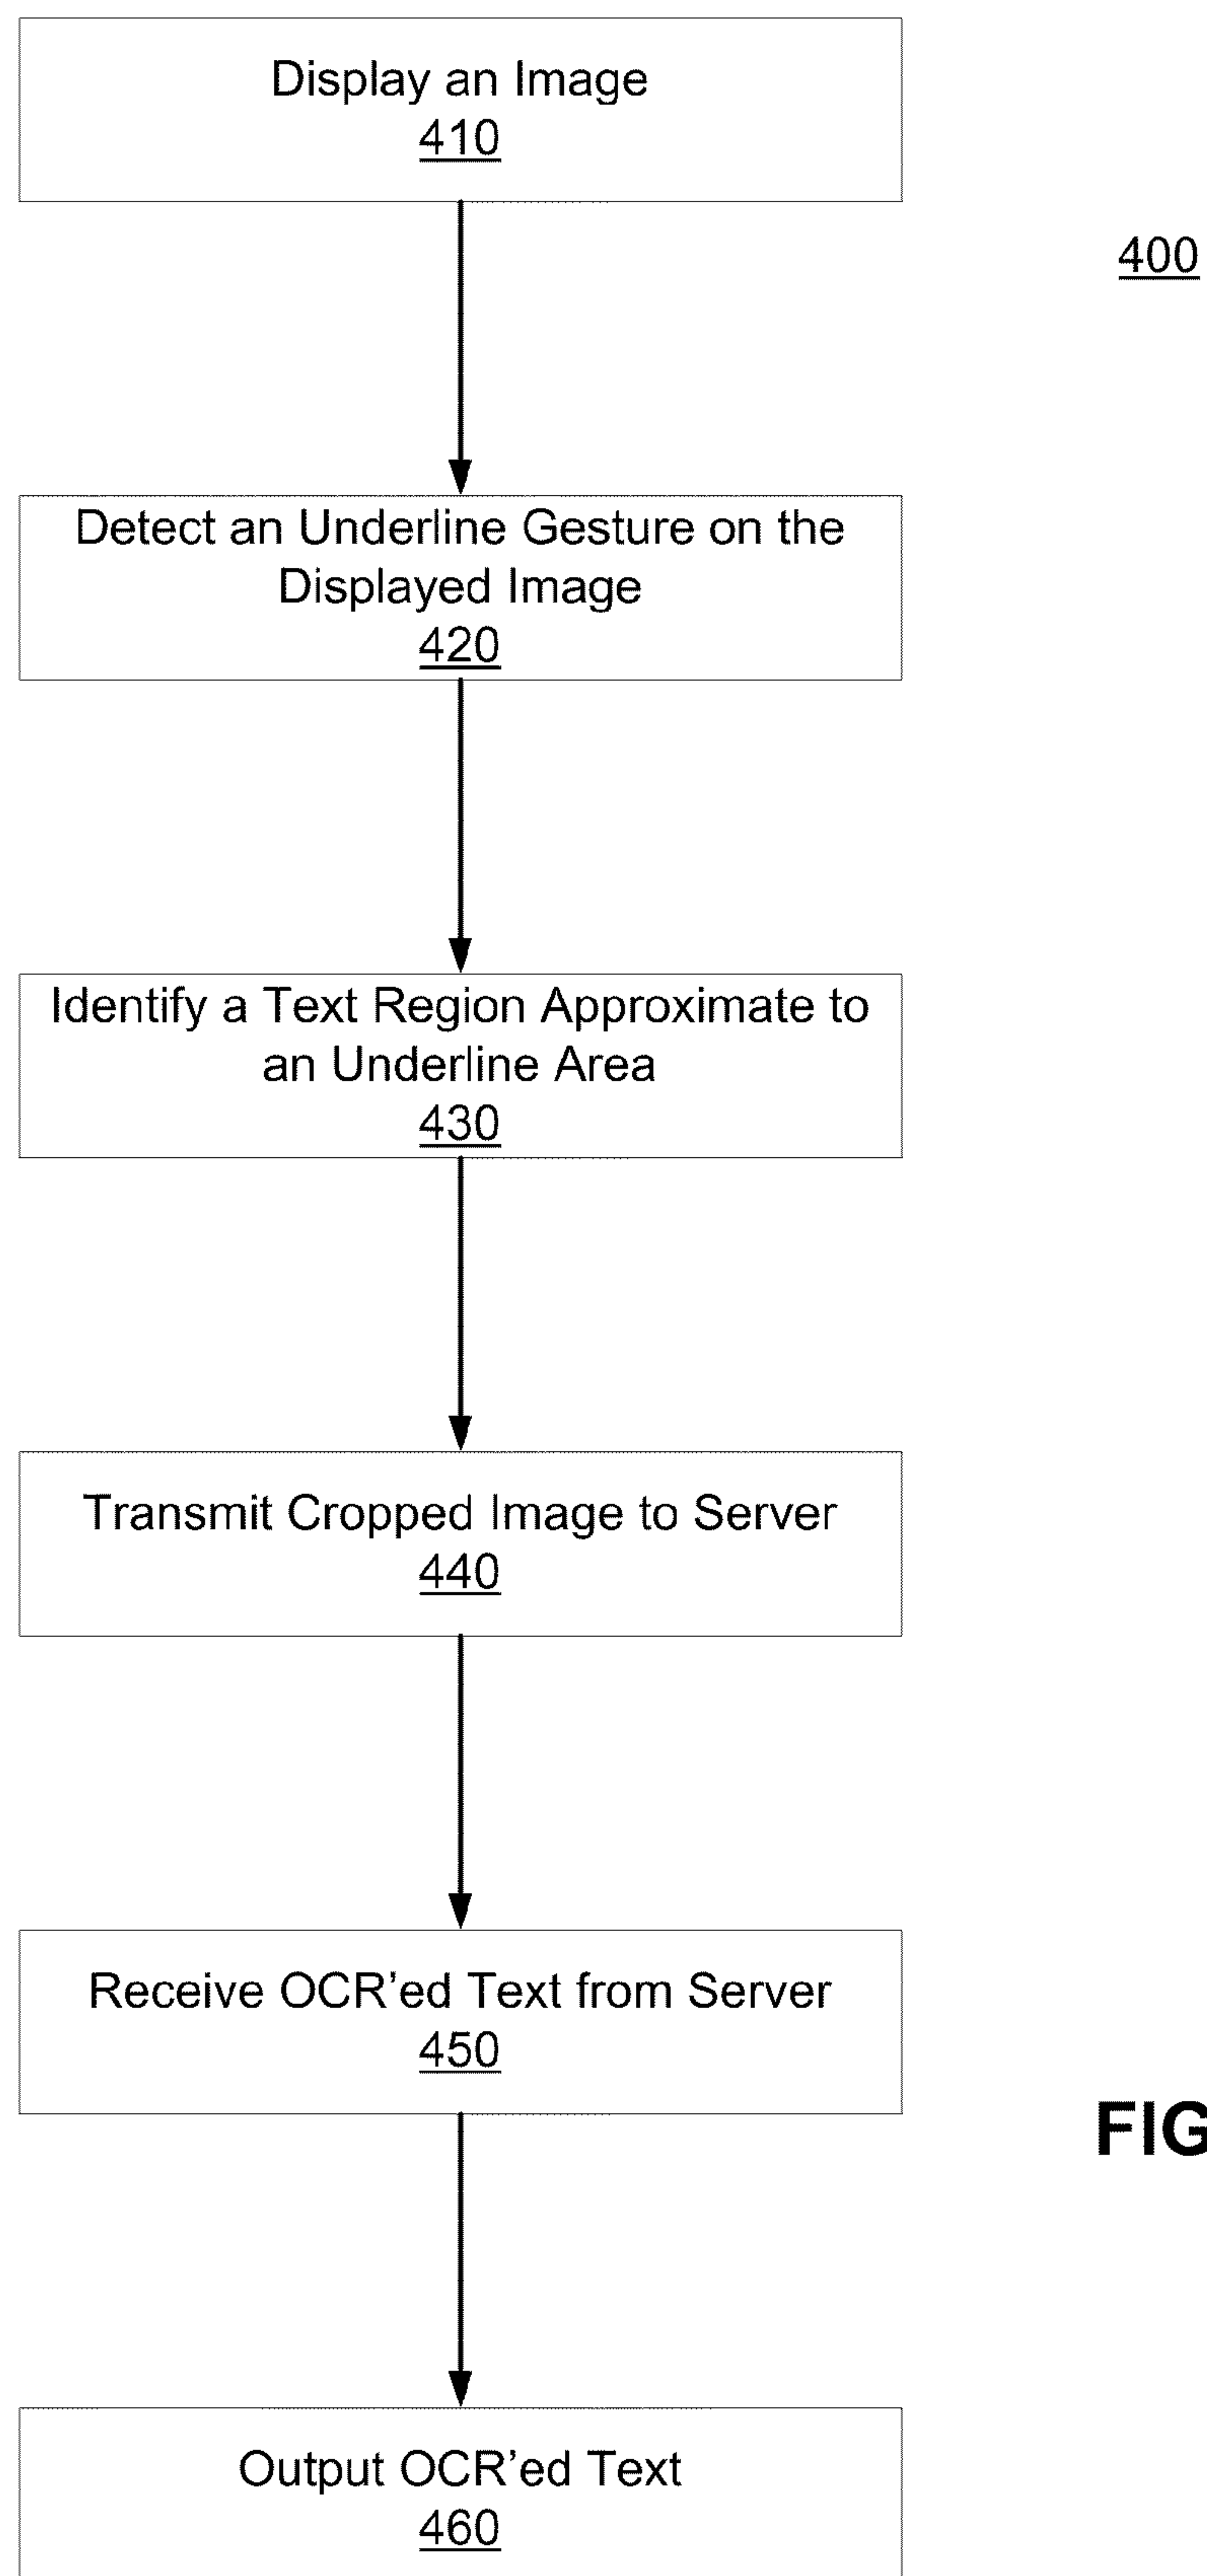 Display an Image
410
400
Detect an Underline Gesture on the
Displayed Image
420
Identify a Text Region Approximate to
an Underline Area
430
Transmit Cropped Image to Server
440
Receive OCR’ed Text from Server
450
FIG
Output OCR’ed Text
460